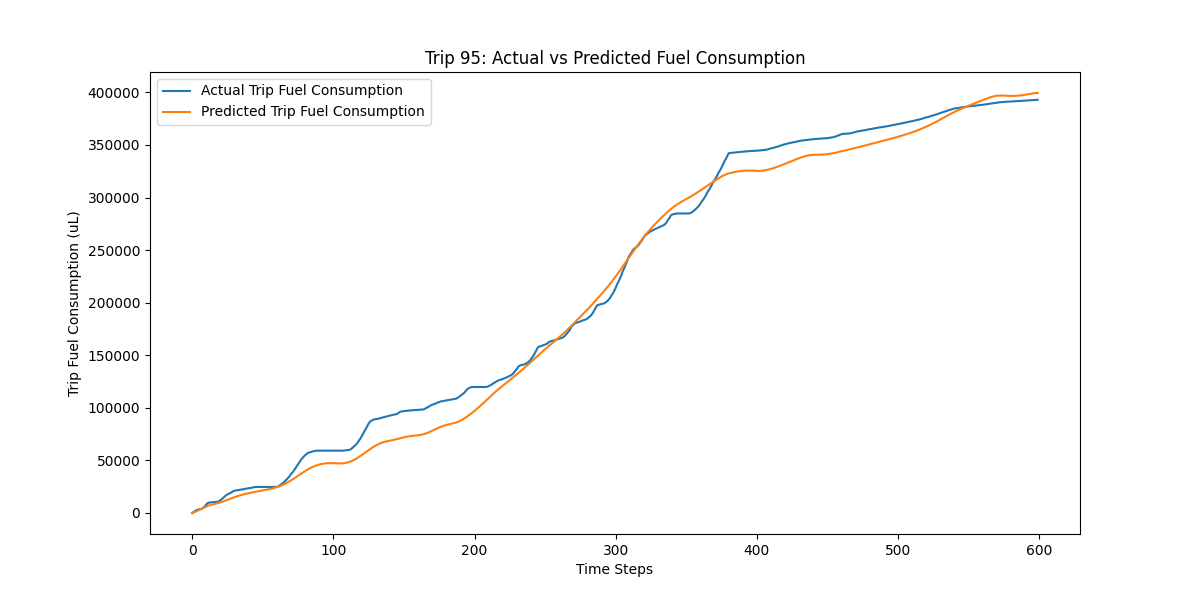 Trip 95: Actual vs Predicted Fuel Consumption
Actual Trip Fuel Consumption
Predicted Trip Fuel Consumption
Trip Fuel Consumption (uL)
400000
350000
300000
250000
200000
150000
100000
50000
0
0 100 200 300 400 500 600
Time Steps